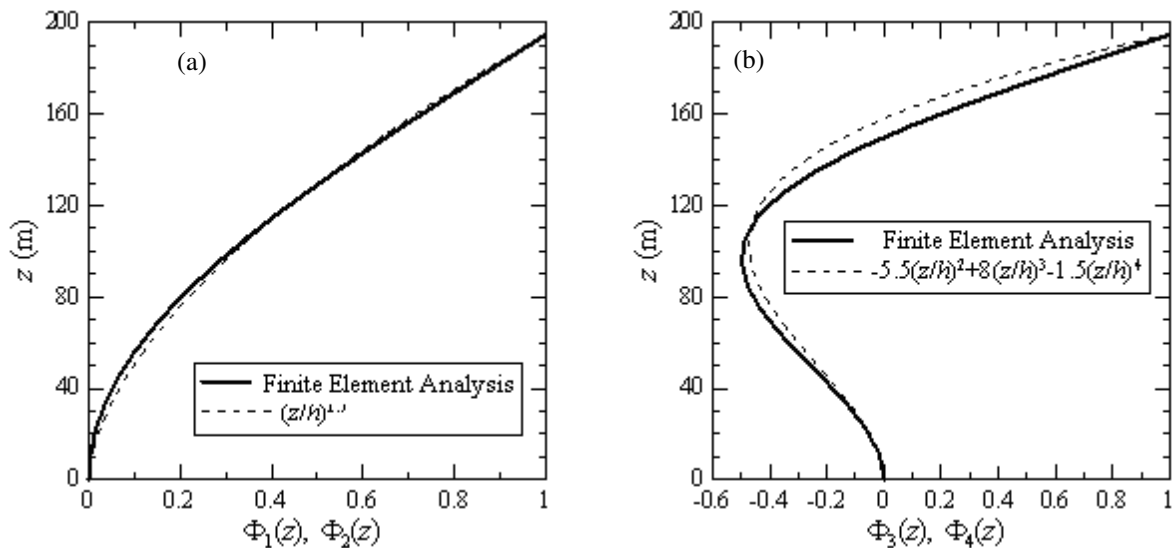 (a)
200
160
120
80
40
0
z (m)
Finite Element Analysis
(z/h)
0 0.2 0.4 0.6 0.8 1
Φ₁(z), Φ₂(z)
(b)
200
160
120
80
40
0
z (m)
Finite Element Analysis
-5.5(z/h)²+8(z/h)³-1.5(z/h)⁴
-0.6 -0.4 -0.2 0 0.2 0.4 0.6 0.8 1
Φ₃(z), Φ₄(z)